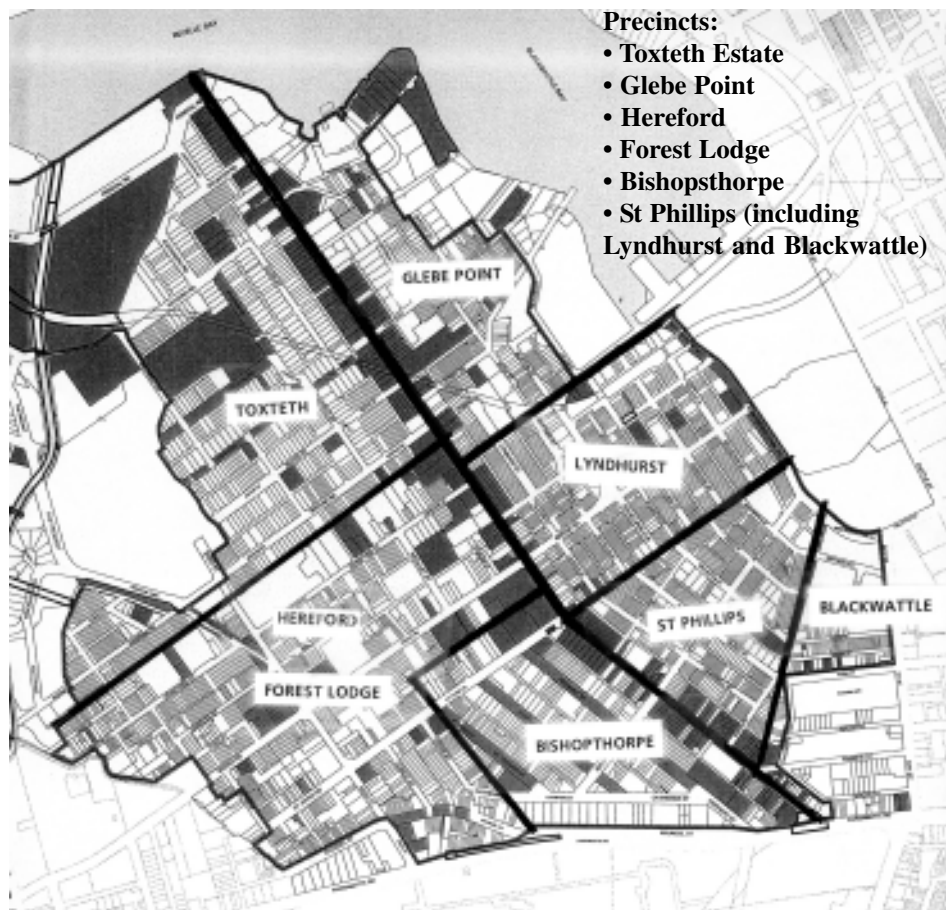 Precincts:
• Toxteth Estate
• Glebe Point
• Hereford
• Forest Lodge
• Bishopsthorpe
• St Phillips (including
Lyndhurst and Blackwattle)
GLEBE POINT
TOXTETH
LYNDHURST
HEREFORD
ST PHILLIPS
BLACKWATTLE
FOREST LODGE
BISHOPTHORPE